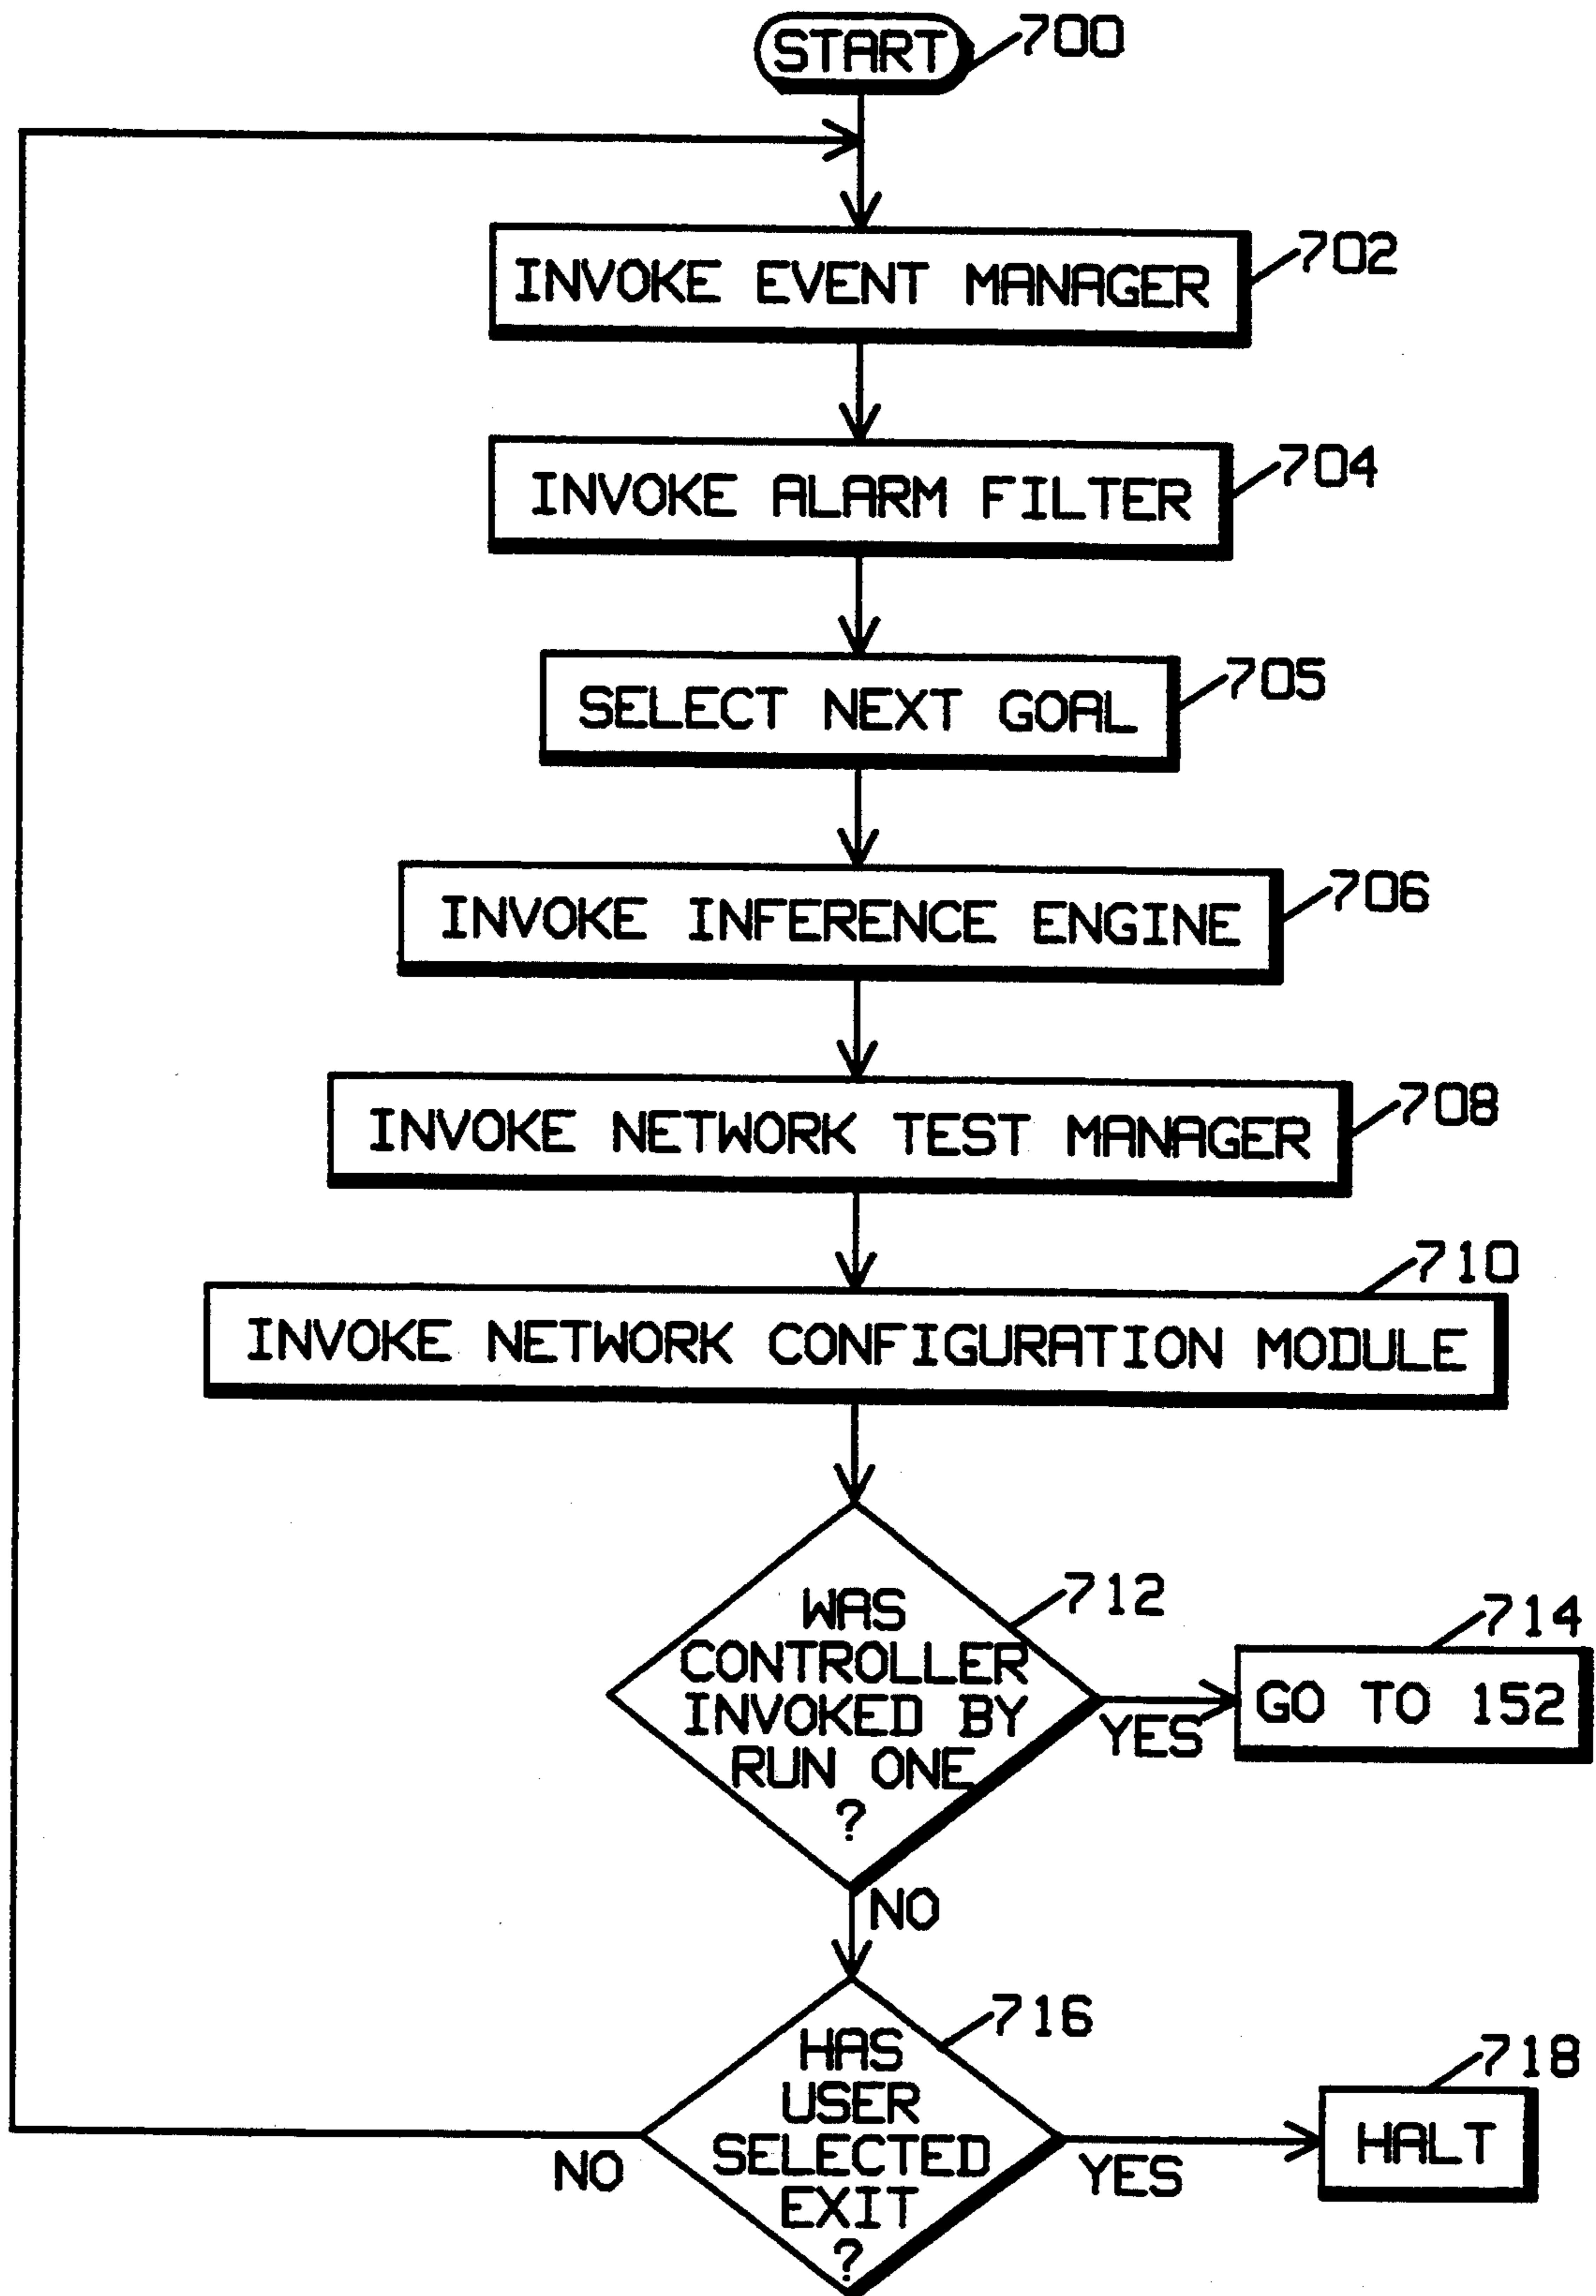 START
700
INVOKE EVENT MANAGER
702
INVOKE ALARM FILTER
704
SELECT NEXT GOAL
705
INVOKE INFERENCE ENGINE
706
INVOKE NETWORK TEST MANAGER
708
710
INVOKE NETWORK CONFIGURATION MODULE
712
WAS
CONTROLLER
INVOKED BY
RUN ONE
?
YES
714
GO TO 152
NO
716
HAS
USER
SELECTED
EXIT
?
NO
YES
718
HALT